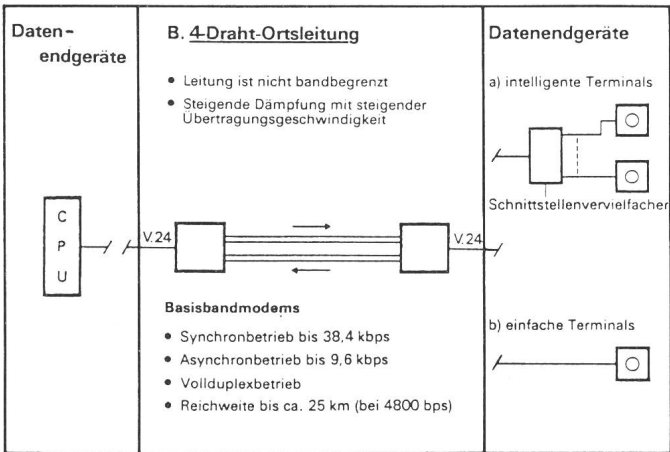 Daten-
endgeräte
C
P
U
B. 4-Draht-Ortsleitung
• Leitung ist nicht bandbegrenzt
• Steigende Dämpfung mit steigender
Übertragungsgeschwindigkeit
V.24
V.24
Basisbandmodems
• Synchronbetrieb bis 38,4 kbps
• Asynchronbetrieb bis 9,6 kbps
• Vollduplexbetrieb
• Reichweite bis ca. 25 km (bei 4800 bps)
Datenendgeräte
a) intelligente Terminals
Schnittstellenvervielfacher
b) einfache Terminals